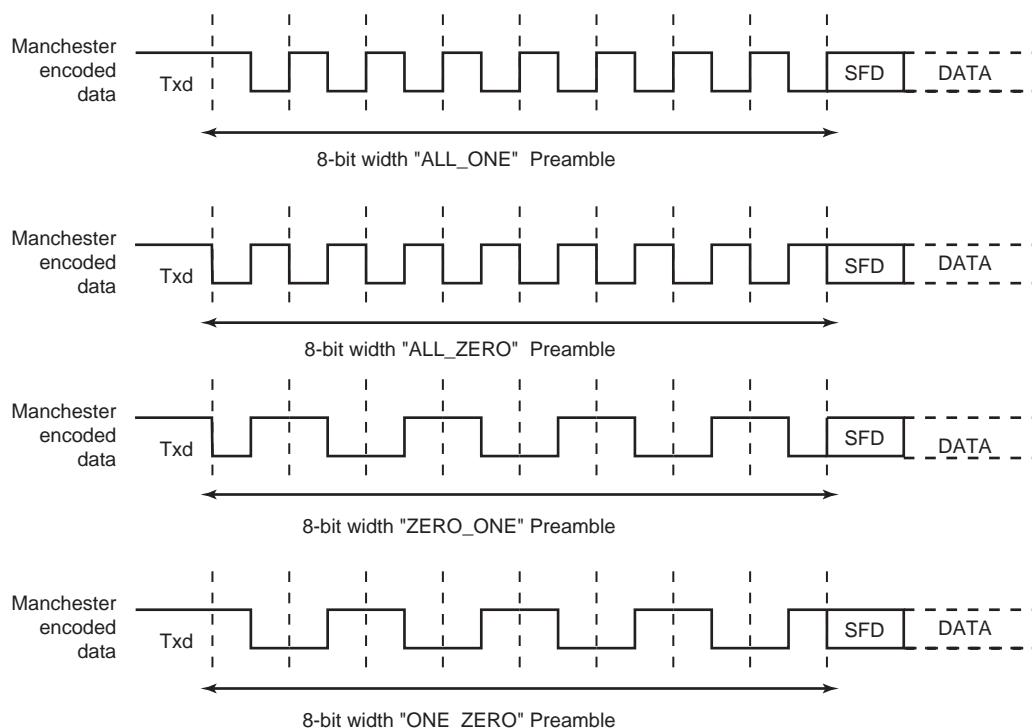 Manchester
encoded
data
Txd
SFD
DATA
8-bit width "ALL_ONE" Preamble
Manchester
encoded
data
Txd
SFD
DATA
8-bit width "ALL_ZERO" Preamble
Manchester
encoded
data
Txd
SFD
DATA
8-bit width "ZERO_ONE" Preamble
Manchester
encoded
data
Txd
SFD
DATA
8-bit width "ONE_ZERO" Preamble